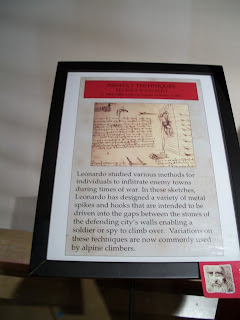 ASSAULT TECHNIQUES
Leonardo studied various methods for
individuals to infiltrate enemy towns
during times of war. In these sketches,
Leonardo has designed a variety of metal
spikes and hooks that are intended to be
driven into the gaps between the stones of
the defending city's walls enabling a
soldier or spy to climb over. Variations on
these techniques are now commonly used
by alpine climbers.